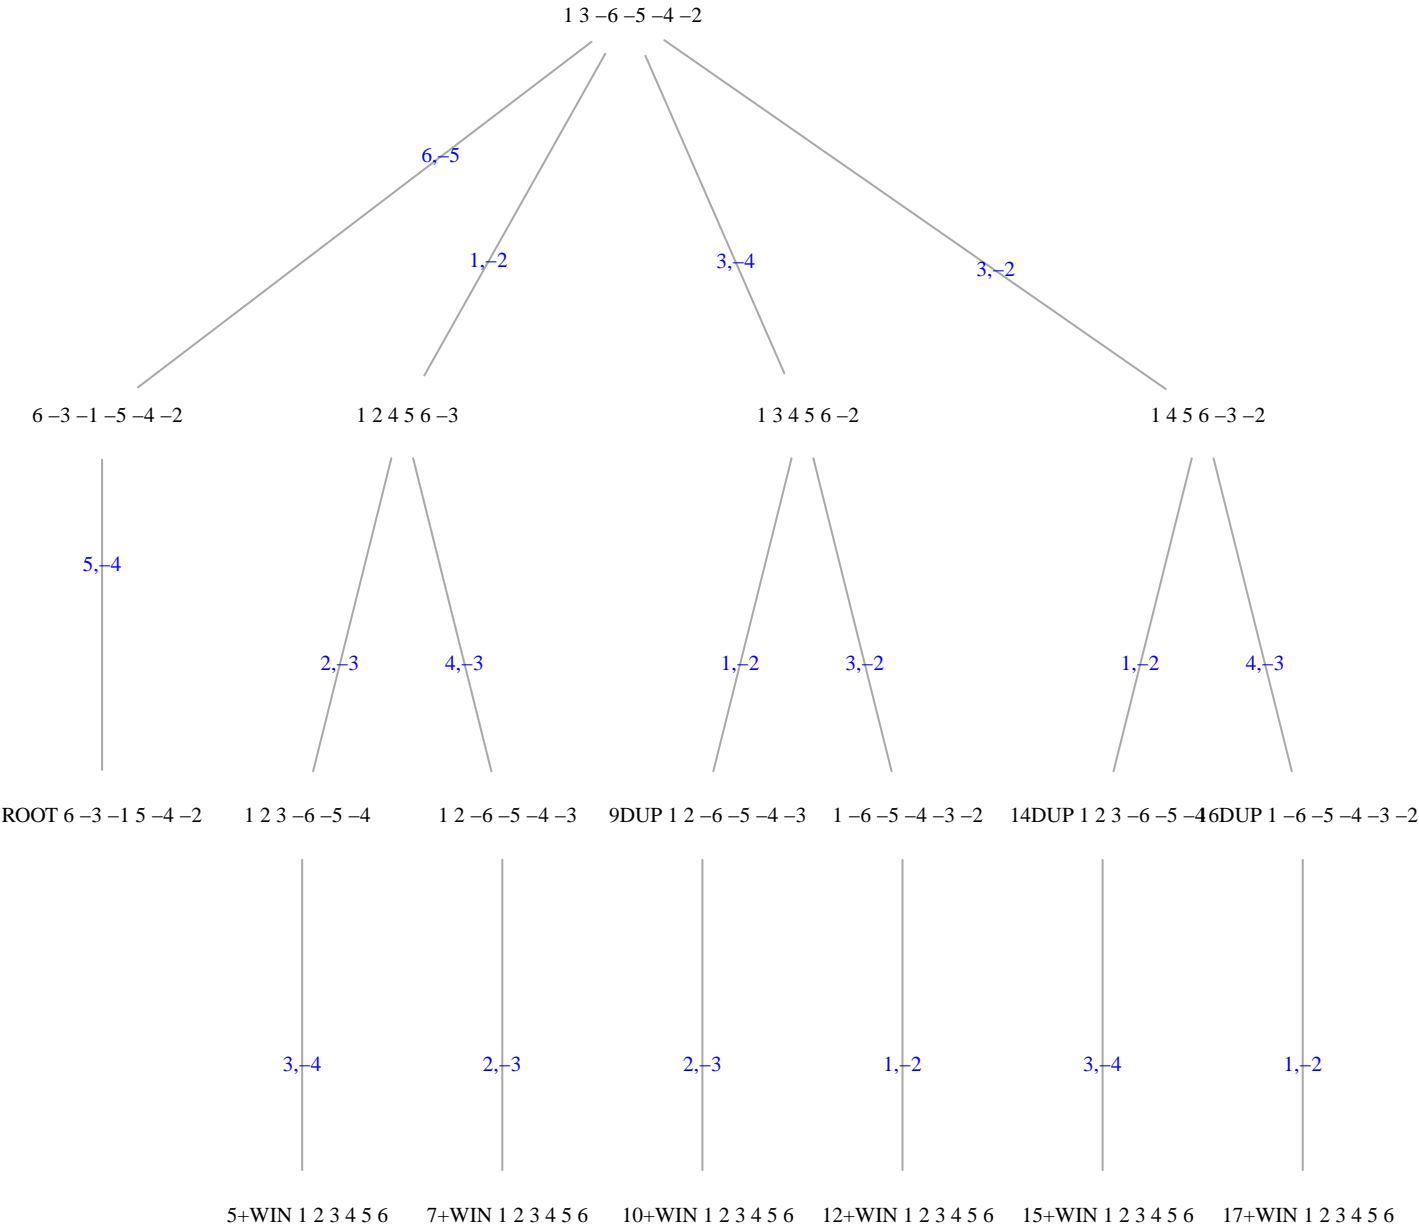 1 3 –6 –5 –4 –2
6,–5
1,–2
3,–4
3,–2
6 –3 –1 –5 –4 –2
1 2 4 5 6 –3
1 3 4 5 6 –2
1 4 5 6 –3 –2
5,–4
2,–3
4,–3
1,–2
3,–2
1,–2
4,–3
ROOT 6 –3 –1 5 –4 –2
1 2 3 –6 –5 –4
1 2 –6 –5 –4 –3
9DUP 1 2 –6 –5 –4 –3
1 –6 –5 –4 –3 –2
14DUP 1 2 3 –6 –5 –4
16DUP 1 –6 –5 –4 –3 –2
3,–4
2,–3
2,–3
1,–2
3,–4
1,–2
5+WIN 1 2 3 4 5 6
7+WIN 1 2 3 4 5 6
10+WIN 1 2 3 4 5 6
12+WIN 1 2 3 4 5 6
15+WIN 1 2 3 4 5 6
17+WIN 1 2 3 4 5 6